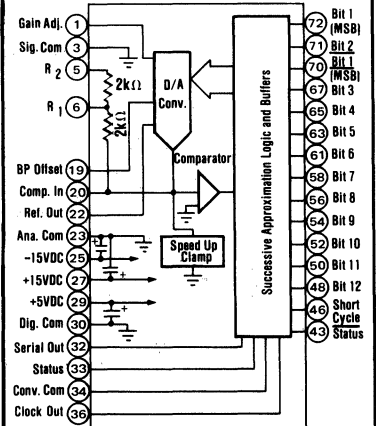 Gain Adj. 1
Sig. Com 3
R2 5
R1 6
2kΩ
2kΩ
BP Offset 19
Comp. In 20
Ref. Out 22
Ana. Com 23
-15VDC 25
+15VDC 27
+5VDC 29
Dig. Com 30
Serial Out 32
Status 33
Conv. Com 34
Clock Out 36
D/A
Conv.
Comparator
Speed Up
Clamp
Successive Approximation Logic and Buffers
72 Bit 1
(MSB)
71 Bit 2
70 Bit 1
(MSB)
67 Bit 3
65 Bit 4
63 Bit 5
61 Bit 6
58 Bit 7
56 Bit 8
54 Bit 9
52 Bit 10
50 Bit 11
48 Bit 12
46 Short
Cycle
43 Status